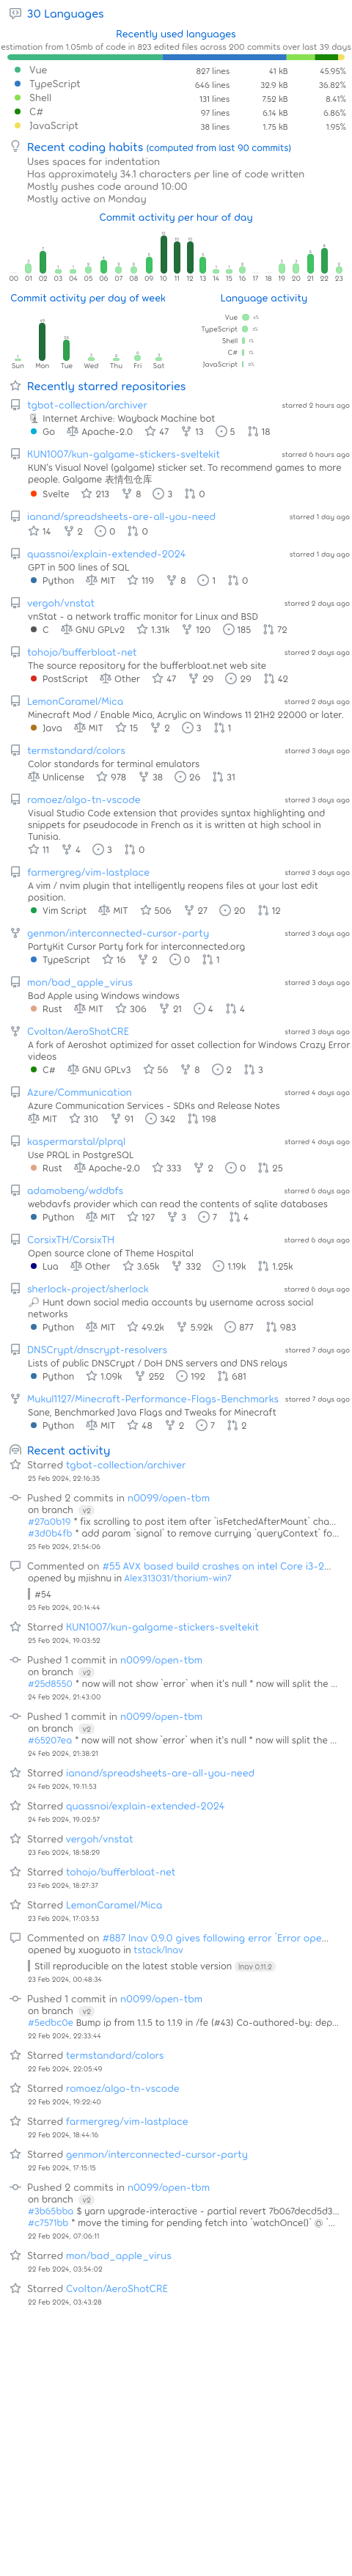 30 Languages
Recently used languages
estimation from 1.05mb of code in 823 edited files across 200 commits over last 39 days
Vue 827 lines 41 kB 45.95%
TypeScript 646 lines 32.9 kB 36.82%
Shell 131 lines 7.52 kB 8.41%
C# 97 lines 6.14 kB 6.86%
JavaScript 38 lines 1.75 kB 1.95%
Recent coding habits (computed from last 90 commits)
Uses spaces for indentation
Has approximately 34.1 characters per line of code written
Mostly pushes code around 10:00
Mostly active on Monday
Commit activity per hour of day
00 01 02 03 04 05 06 07 08 09 10 11 12 13 14 15 16 17 18 19 20 21 22 23
Commit activity per day of week
Language activity
Vue
TypeScript
Shell
C#
JavaScript
Sun Mon Tue Wed Thu Fri Sat
Recently starred repositories
tgbot-collection/archiver starred 2 hours ago
Internet Archive: Wayback Machine bot
Go Apache-2.0 47 13 5 18
KUN1007/kun-galgame-stickers-sveltekit starred 6 hours ago
KUN's Visual Novel (galgame) sticker set. To recommend games to more
people. Galgame 表情包仓库
Svelte 213 8 3 0
ianand/spreadsheets-are-all-you-need starred 1 day ago
14 2 0 0
quassnoi/explain-extended-2024 starred 1 day ago
GPT in 500 lines of SQL
Python MIT 119 8 1 0
vergoh/vnstat starred 2 days ago
vnStat - a network traffic monitor for Linux and BSD
C GNU GPLv2 1.31k 120 185 72
tohojo/bufferbloat-net starred 2 days ago
The source repository for the bufferbloat.net web site
PostScript Other 47 29 29 42
LemonCaramel/Mica starred 2 days ago
Minecraft Mod / Enable Mica, Acrylic on Windows 11 21H2 22000 or later.
Java MIT 15 2 3 1
termstandard/colors starred 3 days ago
Color standards for terminal emulators
Unlicense 978 38 26 31
romoez/algo-tn-vscode starred 3 days ago
Visual Studio Code extension that provides syntax highlighting and
snippets for pseudocode in French as it is written at high school in
Tunisia.
11 4 3 0
farmergreg/vim-lastplace starred 3 days ago
A vim / nvim plugin that intelligently reopens files at your last edit
position.
Vim Script MIT 506 27 20 12
genmon/interconnected-cursor-party starred 3 days ago
PartyKit Cursor Party fork for interconnected.org
TypeScript 16 2 0 1
mon/bad_apple_virus starred 3 days ago
Bad Apple using Windows windows
Rust MIT 306 21 4 4
Cvolton/AeroShotCRE starred 3 days ago
A fork of Aeroshot optimized for asset collection for Windows Crazy Error
videos
C# GNU GPLv3 56 8 2 3
Azure/Communication starred 4 days ago
Azure Communication Services - SDKs and Release Notes
MIT 310 91 342 198
kaspermarstal/plprql starred 4 days ago
Use PRQL in PostgreSQL
Rust Apache-2.0 333 2 0 25
adamobeng/wddbfs starred 6 days ago
webdavfs provider which can read the contents of sqlite databases
Python MIT 127 3 7 4
CorsixTH/CorsixTH starred 6 days ago
Open source clone of Theme Hospital
Lua Other 3.65k 332 1.19k 1.25k
sherlock-project/sherlock starred 6 days ago
Hunt down social media accounts by username across social
networks
Python MIT 49.2k 5.92k 877 983
DNSCrypt/dnscrypt-resolvers starred 7 days ago
Lists of public DNSCrypt / DoH DNS servers and DNS relays
Python 1.09k 252 192 681
Mukul1127/Minecraft-Performance-Flags-Benchmarks starred 7 days ago
Sane, Benchmarked Java Flags and Tweaks for Minecraft
Python MIT 48 2 7 2
Recent activity
Starred tgbot-collection/archiver
25 Feb 2024, 22:16:35
Pushed 2 commits in n0099/open-tbm
on branch v2
#27a0b19 * fix scrolling to post item after `isFetchedAfterMount` cha...
#3d0b4fb * add param `signal` to remove currying `queryContext` fo...
25 Feb 2024, 21:54:06
Commented on #55 AVX based build crashes on intel Core i3-2...
opened by mjishnu in Alex313031/thorium-win7
#54
25 Feb 2024, 20:14:44
Starred KUN1007/kun-galgame-stickers-sveltekit
25 Feb 2024, 19:03:52
Pushed 1 commit in n0099/open-tbm
on branch v2
#25d8550 * now will not show `error` when it's null * now will split the ...
24 Feb 2024, 21:43:00
Pushed 1 commit in n0099/open-tbm
on branch v2
#65207ea * now will not show `error` when it's null * now will split the ...
24 Feb 2024, 21:38:21
Starred ianand/spreadsheets-are-all-you-need
24 Feb 2024, 19:11:53
Starred quassnoi/explain-extended-2024
24 Feb 2024, 19:02:57
Starred vergoh/vnstat
23 Feb 2024, 18:58:29
Starred tohojo/bufferbloat-net
23 Feb 2024, 18:27:37
Starred LemonCaramel/Mica
23 Feb 2024, 17:03:53
Commented on #887 lnav 0.9.0 gives following error `Error ope...
opened by xuoguoto in tstack/lnav
Still reproducible on the latest stable version lnav 0.11.2
23 Feb 2024, 00:48:34
Pushed 1 commit in n0099/open-tbm
on branch v2
#5edbc0e Bump ip from 1.1.5 to 1.1.9 in /fe (#43) Co-authored-by: dep...
22 Feb 2024, 22:33:44
Starred termstandard/colors
22 Feb 2024, 22:05:49
Starred romoez/algo-tn-vscode
22 Feb 2024, 19:22:40
Starred farmergreg/vim-lastplace
22 Feb 2024, 18:44:16
Starred genmon/interconnected-cursor-party
22 Feb 2024, 17:15:15
Pushed 2 commits in n0099/open-tbm
on branch v2
#3b65bba $ yarn upgrade-interactive - partial revert 7b067decd5d3...
#c7571bb * move the timing for pending fetch into `watchOnce()` @ `...
22 Feb 2024, 07:06:11
Starred mon/bad_apple_virus
22 Feb 2024, 03:54:02
Starred Cvolton/AeroShotCRE
22 Feb 2024, 03:43:28